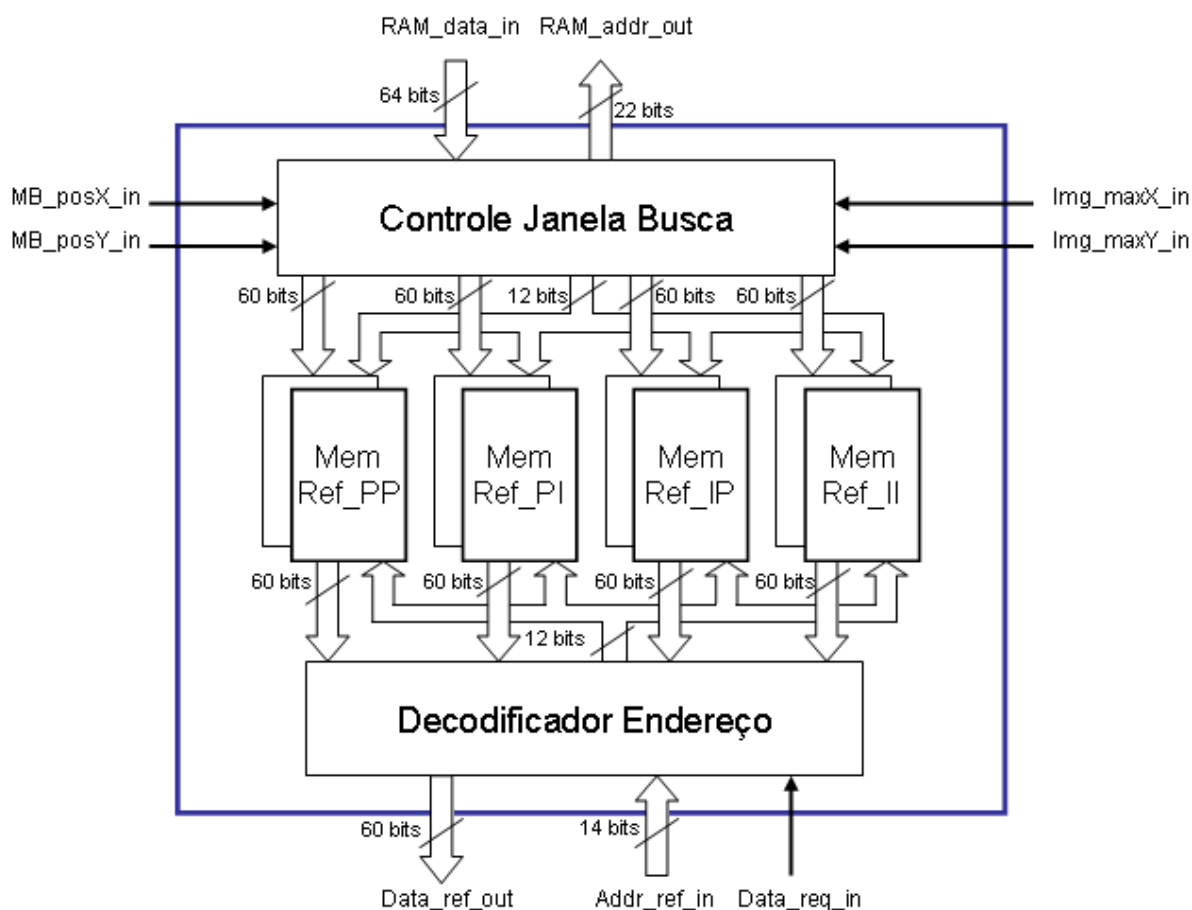 RAM_data_in RAM_addr_out
64 bits 22 bits
MB_posX_in Img_maxX_in
Controle Janela Busca
MB_posY_in Img_maxY_in
60 bits 60 bits 12 bits 60 bits 60 bits
Mem Mem Mem Mem
Ref_PP Ref_PI Ref_IP Ref_II
60 bits 60 bits 60 bits 60 bits
12 bits
Decodificador Endereço
60 bits 14 bits
Data_ref_out Addr_ref_in Data_req_in